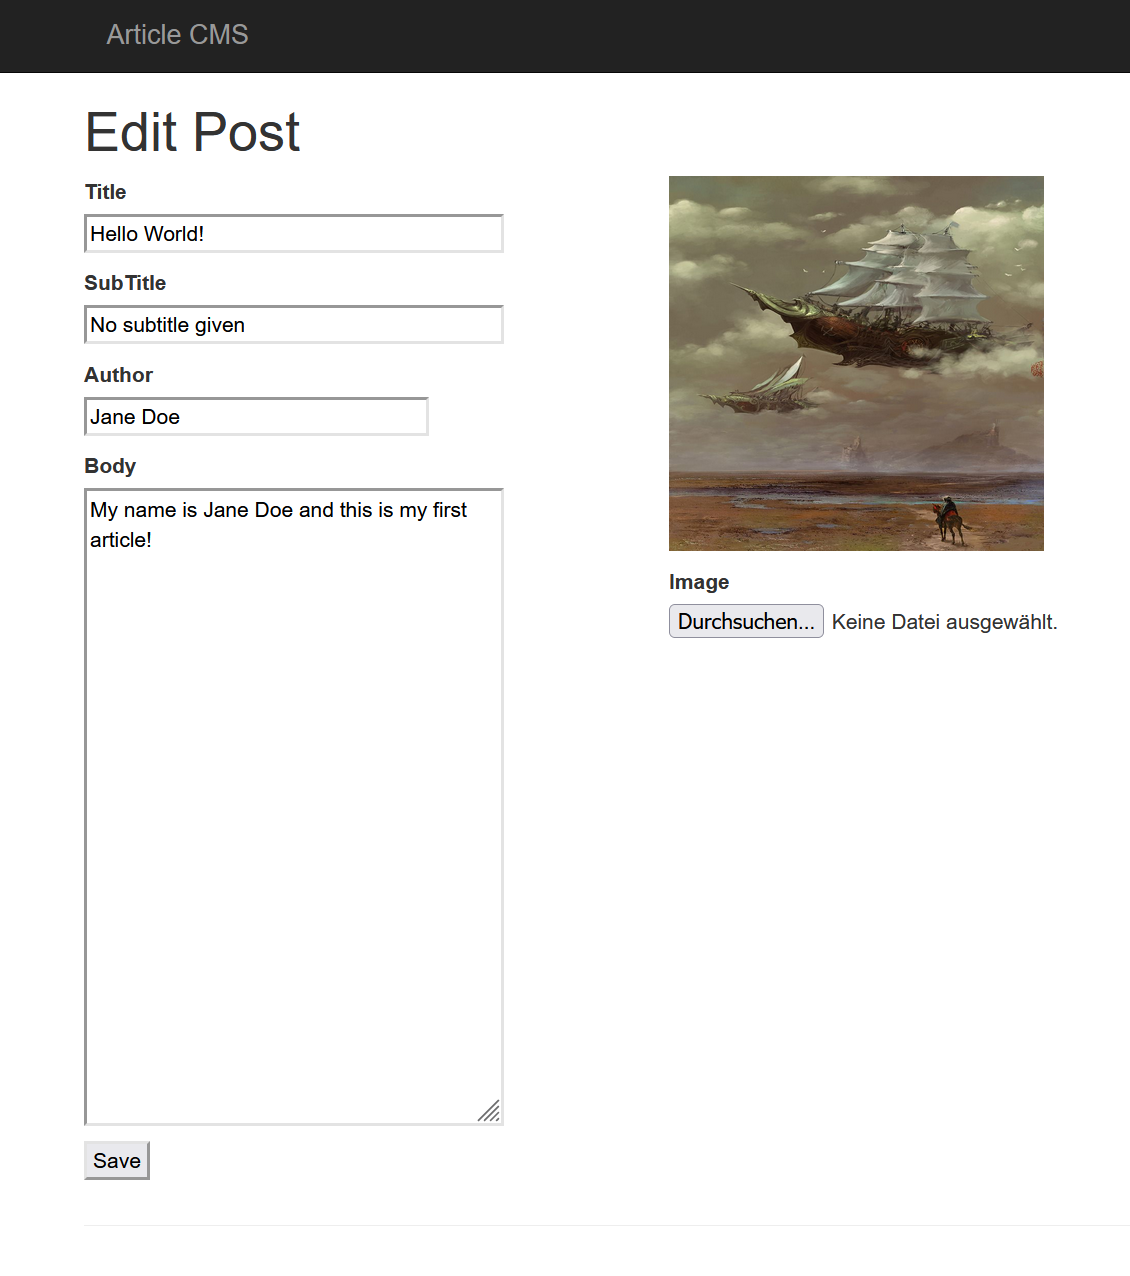 Article CMS
Edit Post
Title
Hello World!
SubTitle
No subtitle given
Author
Jane Doe
Body
My name is Jane Doe and this is my first
article!
Image
Durchsuchen... Keine Datei ausgewählt.
Save